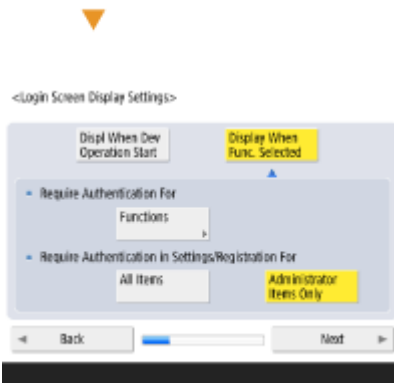 <Login Screen Display Settings>
Displ When Dev
Operation Start
Display When
Func. Selected
Require Authentication For
Functions
Require Authentication in Settings/Registration For
All Items
Administrator
Items Only
Back
Next